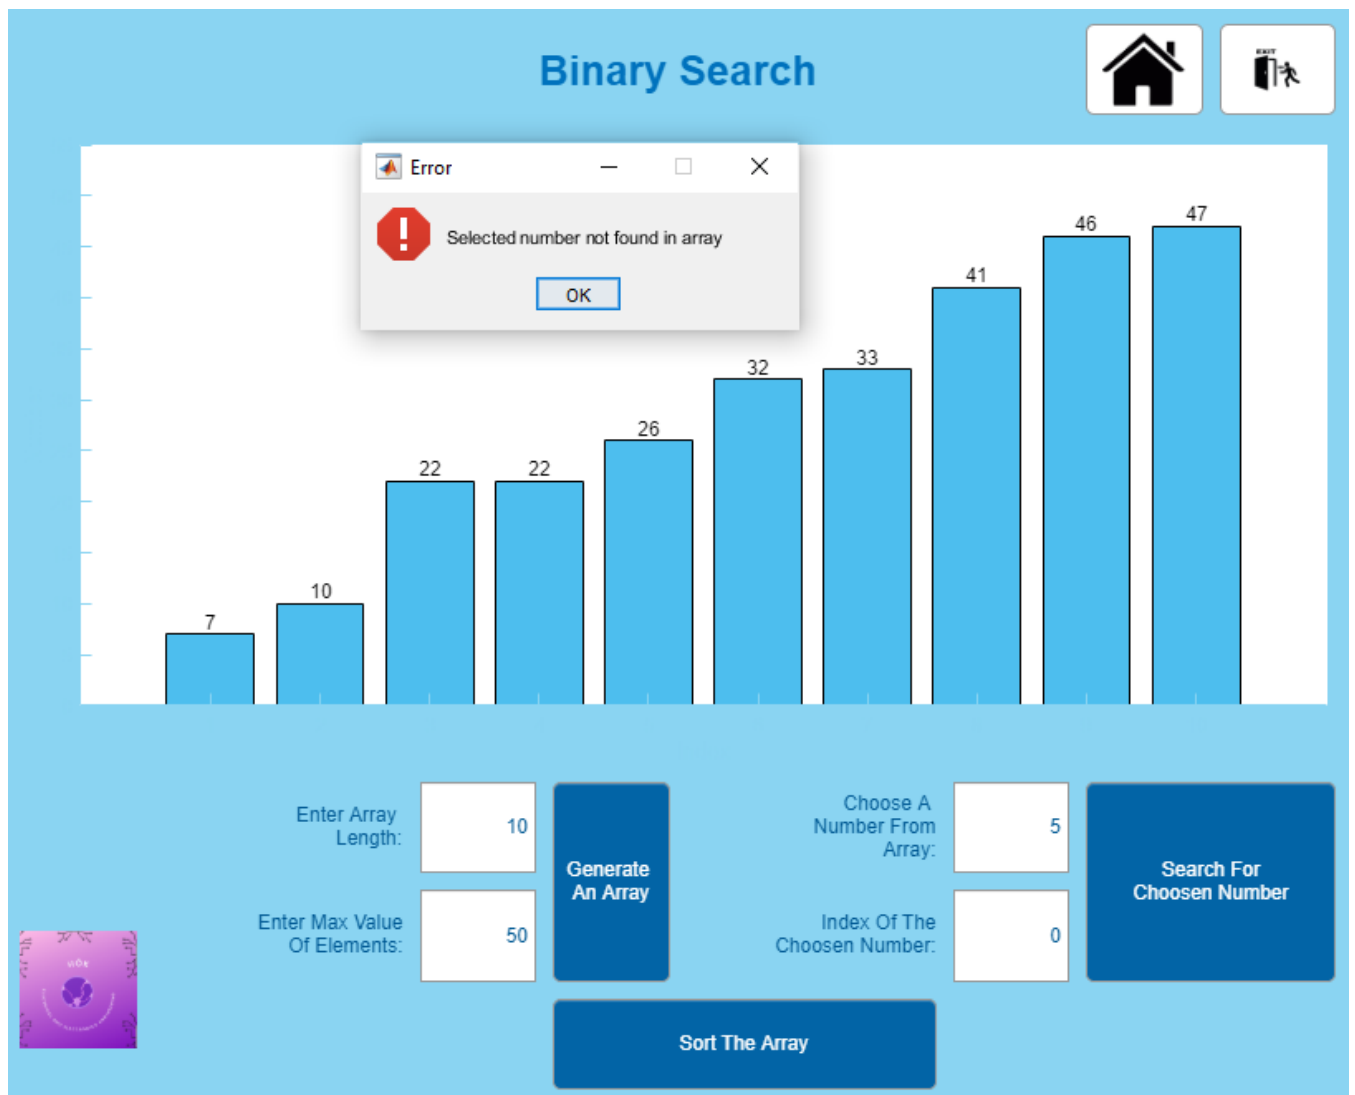 Binary Search
EXIT
Error
Selected number not found in array
OK
7
10
22
22
26
32
33
41
46
47
Enter Array
Length:
10
Enter Max Value
Of Elements:
50
Generate
An Array
Choose A
Number From
Array:
5
Index Of The
Choosen Number:
0
Search For
Choosen Number
Sort The Array